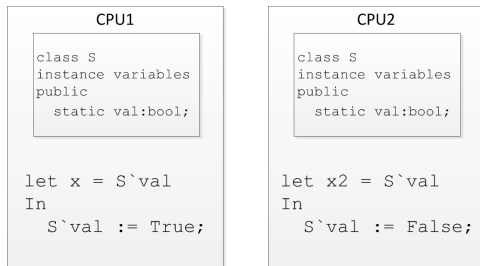 CPU1
class S
instance variables
public
static val:bool;
let x = S`val
In
S`val := True;
CPU2
class S
instance variables
public
static val:bool;
let x2 = S`val
In
S`val := False;